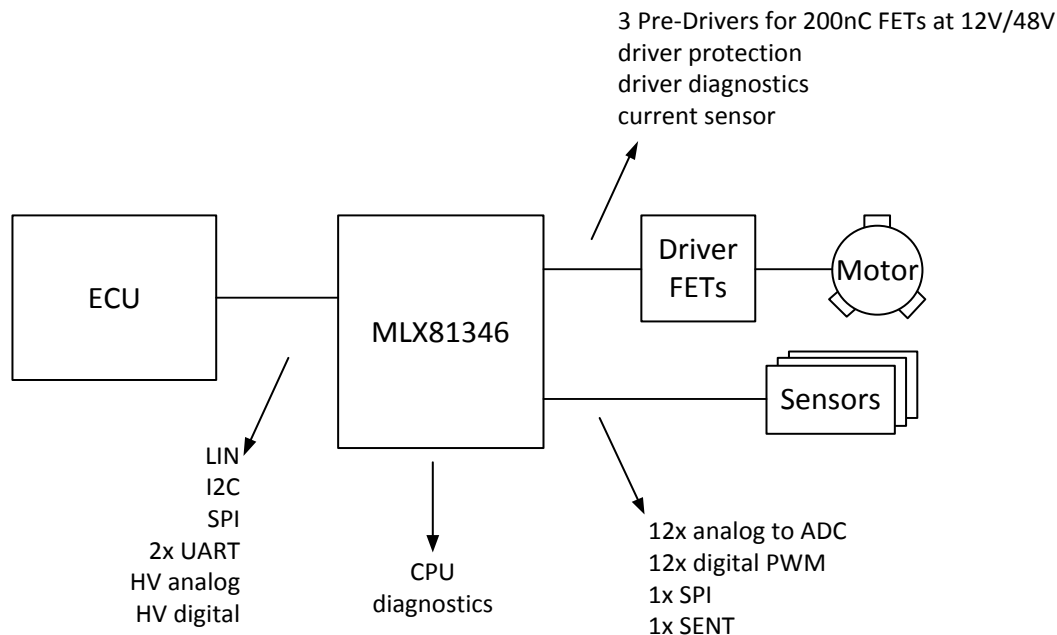 3 Pre-Drivers for 200nC FETs at 12V/48V
driver protection
driver diagnostics
current sensor
ECU
MLX81346
Driver
FETs
Motor
Sensors
LIN
I2C
SPI
2x UART
HV analog
HV digital
CPU
diagnostics
12x analog to ADC
12x digital PWM
1x SPI
1x SENT